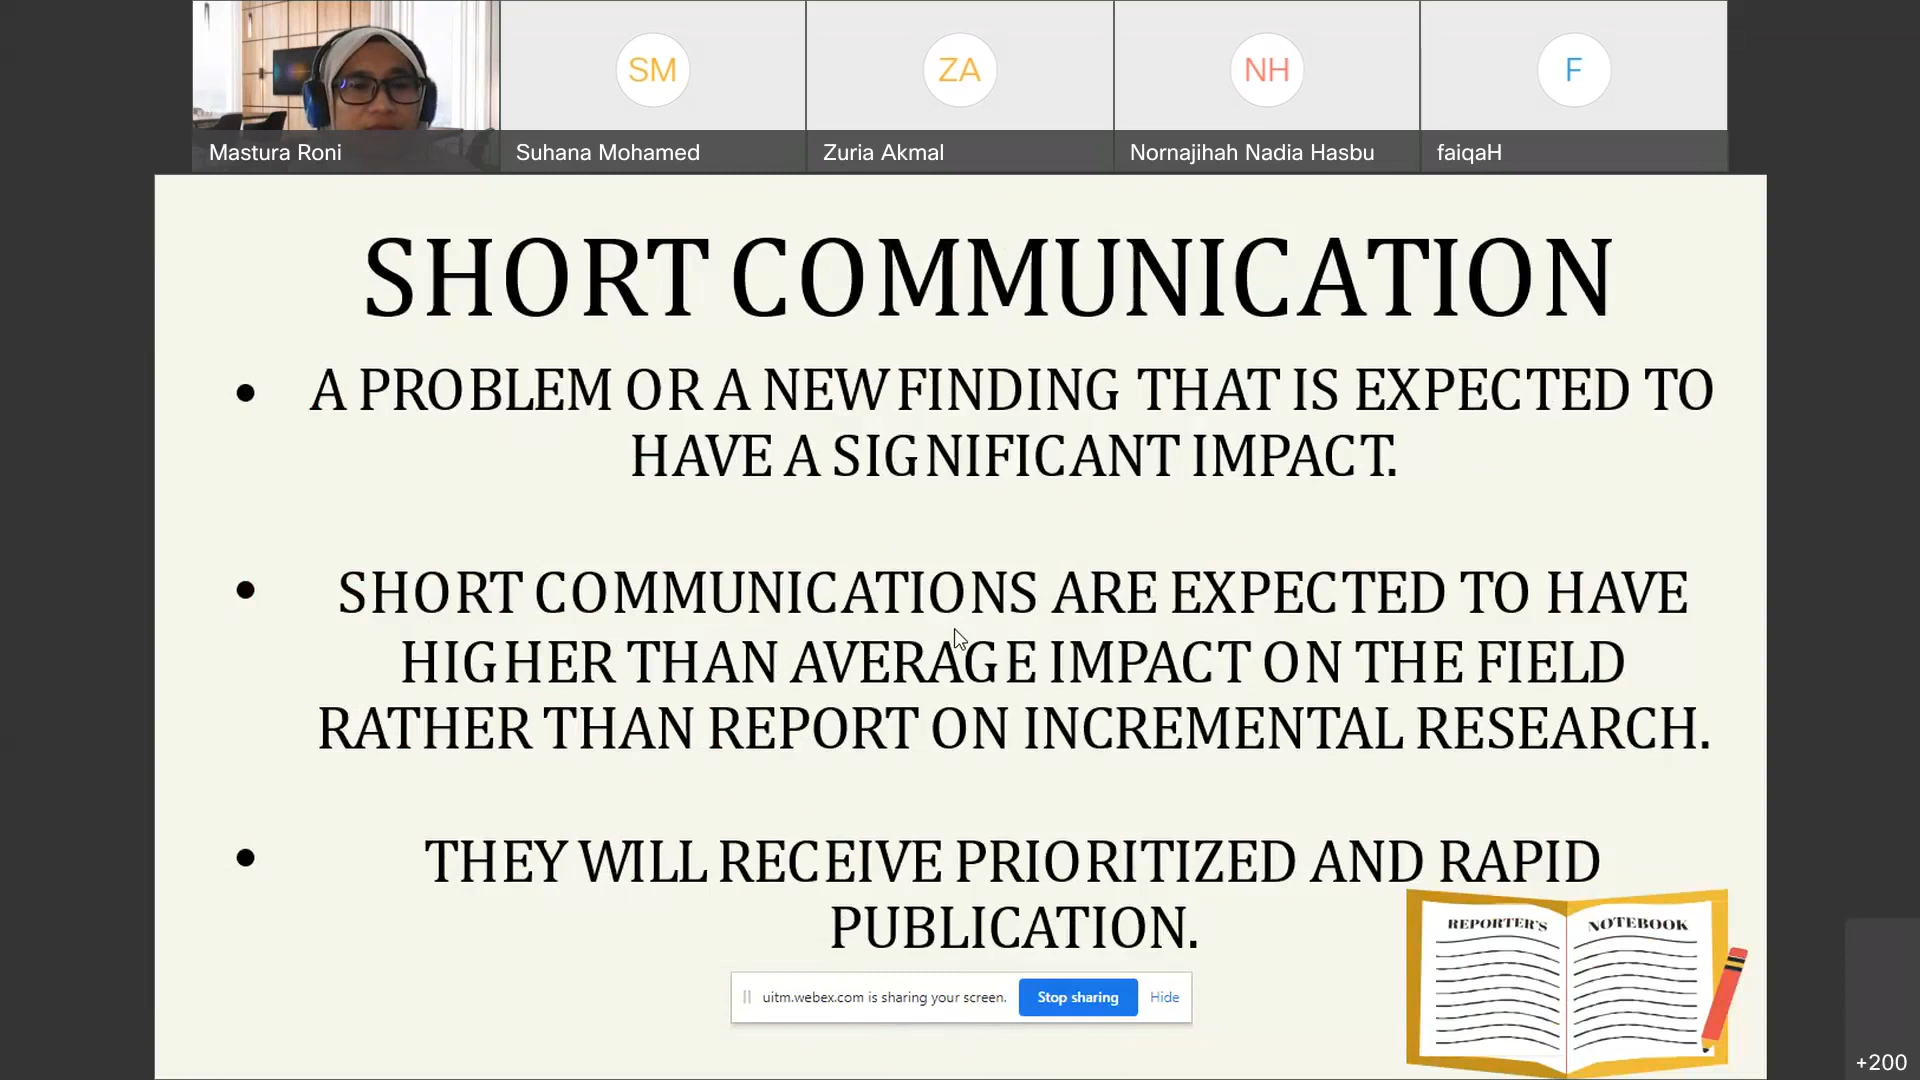 SM
ZA
NH
F
Mastura Roni
Suhana Mohamed
Zuria Akmal
Nornajihah Nadia Hasbu
faiqaH
SHORT COMMUNICATION
• A PROBLEM OR A NEW FINDING THAT IS EXPECTED TO
HAVE A SIGNIFICANT IMPACT.
• SHORT COMMUNICATIONS ARE EXPECTED TO HAVE
HIGHER THAN AVERAGE IMPACT ON THE FIELD
RATHER THAN REPORT ON INCREMENTAL RESEARCH.
• THEY WILL RECEIVE PRIORITIZED AND RAPID
PUBLICATION.
REPORTER'S NOTEBOOK
uitm.webex.com is sharing your screen. Stop sharing Hide
+200